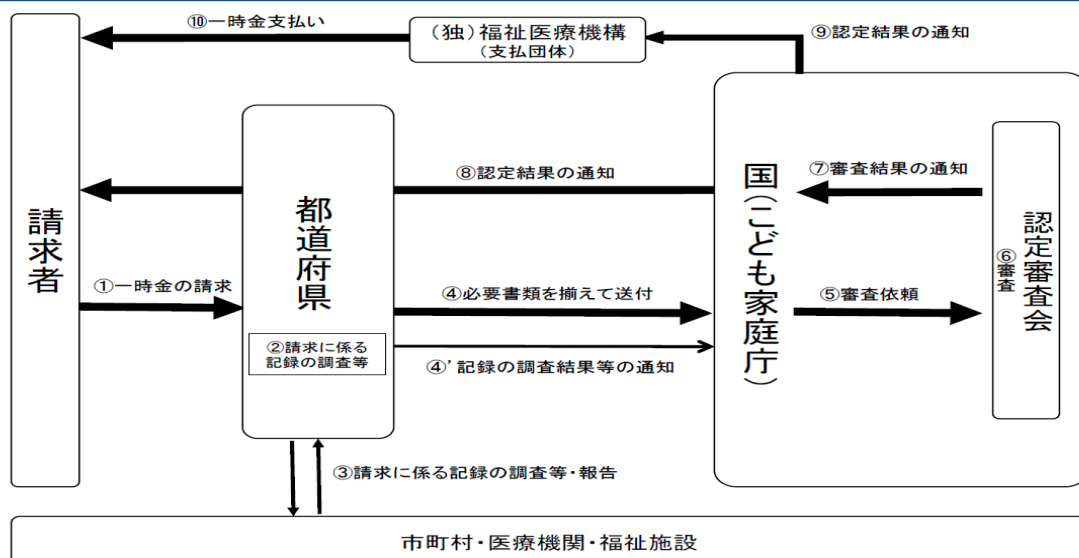 ⑩一時金支払い
(独)福祉医療機構
(支払団体)
⑨認定結果の通知
請求者
都道府県
国(こども家庭庁)
認定審査会
⑥審査
⑧認定結果の通知
⑦審査結果の通知
①一時金の請求
④必要書類を揃えて送付
⑤審査依頼
②請求に係る
記録の調査等
④'記録の調査結果等の通知
③請求に係る記録の調査等・報告
市町村・医療機関・福祉施設